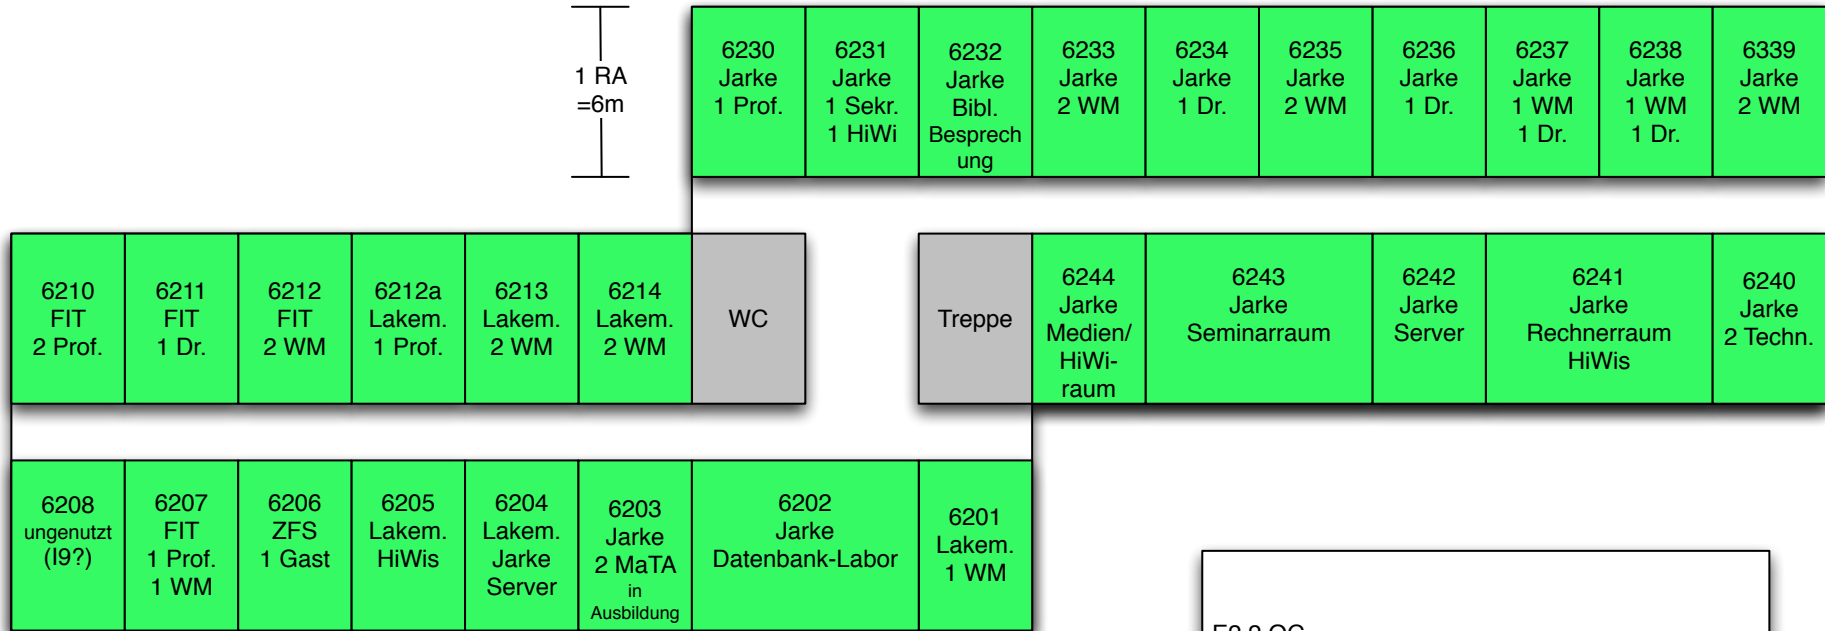 1 RA
=6m
6230
Jarke
1 Prof.
6231
Jarke
1 Sekr.
1 HiWi
6232
Jarke
Bibl.
Besprech
ung
6233
Jarke
2 WM
6234
Jarke
1 Dr.
6235
Jarke
2 WM
6236
Jarke
1 Dr.
6237
Jarke
1 WM
1 Dr.
6238
Jarke
1 WM
1 Dr.
6339
Jarke
2 WM
6210
FIT
2 Prof.
6211
FIT
1 Dr.
6212
FIT
2 WM
6212a
Lakem.
1 Prof.
6213
Lakem.
2 WM
6214
Lakem.
2 WM
WC
Treppe
6244
Jarke
Medien/
HiWi-
raum
6243
Jarke
Seminarraum
6242
Jarke
Server
6241
Jarke
Rechnerraum
HiWis
6240
Jarke
2 Techn.
6208
ungenutzt
(I9?)
6207
FIT
1 Prof.
1 WM
6206
ZFS
1 Gast
6205
Lakem.
HiWis
6204
Lakem.
Jarke
Server
6203
Jarke
2 MaTA
in
Ausbildung
6202
Jarke
Datenbank-Labor
6201
Lakem.
1 WM